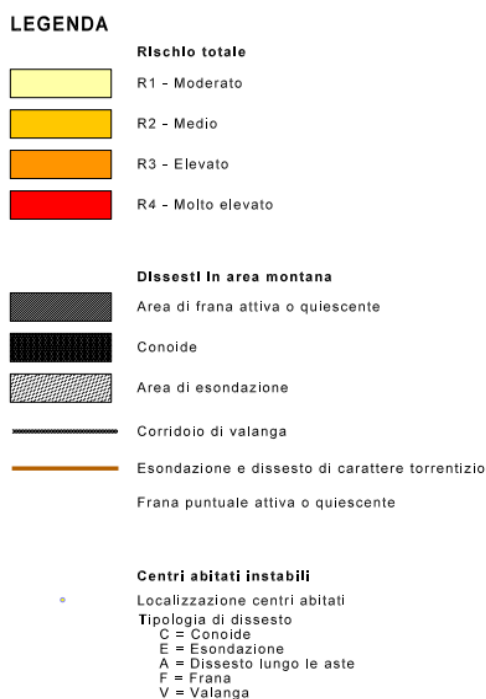 LEGENDA
Rischio totale
R1 - Moderato
R2 - Medio
R3 - Elevato
R4 - Molto elevato
Dissesti in area montana
Area di frana attiva o quiescente
Conoide
Area di esondazione
Corridoio di valanga
Esondazione e dissesto di carattere torrentizio
Frana puntuale attiva o quiescente
Centri abitati instabili
Localizzazione centri abitati
Tipologia di dissesto
C = Conoide
E = Esondazione
A = Dissesto lungo le aste
F = Frana
V = Valanga